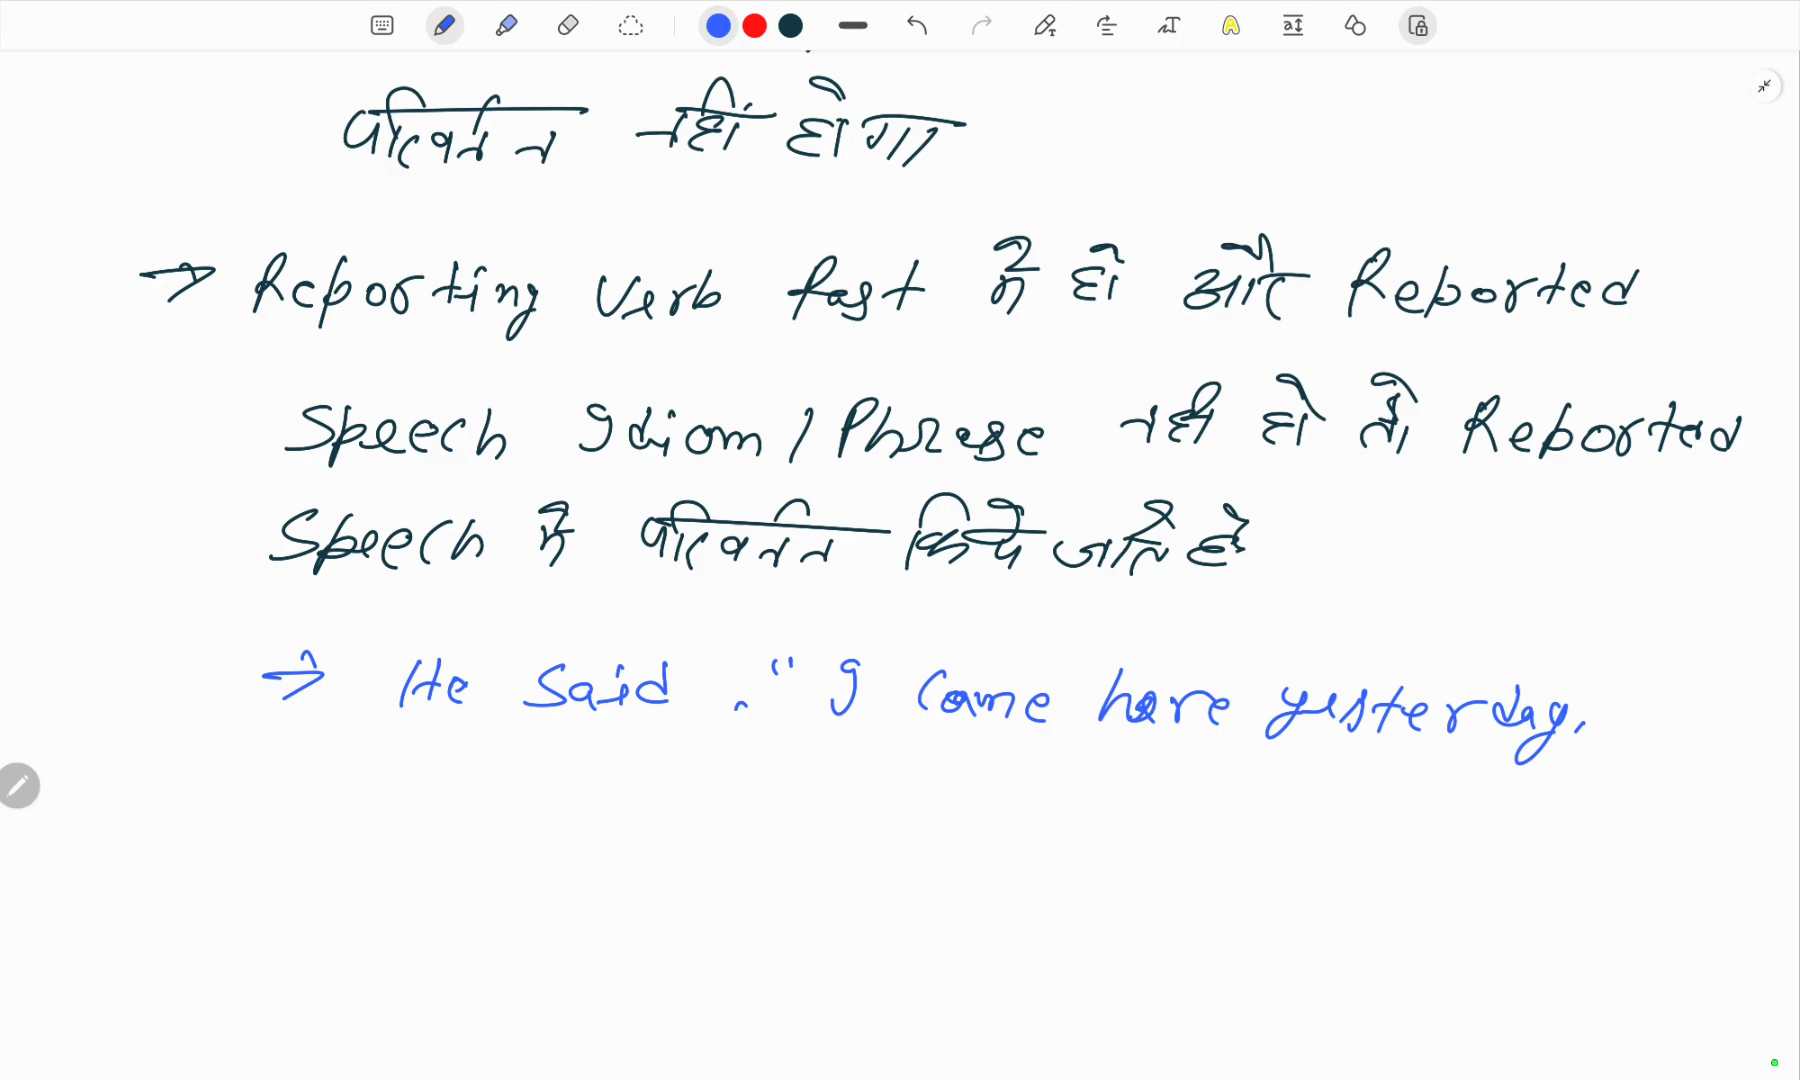 परिवर्तन नहीं होगा
→ Reporting Verb Past में हो और Reported
Speech Idiom / Phrase नही हो तो Reported
Speech में परिवर्तन किये जाते है
→ He Said . " I Came here yesterday.